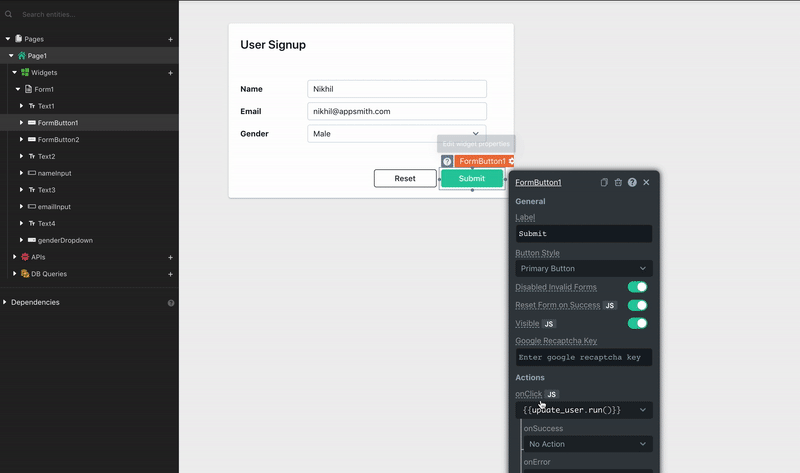 Search entities...
Pages
Page1
Widgets
Form1
Text1
FormButton1
FormButton2
Text2
nameInput
Text3
emailInput
Text4
genderDropdown
APIs
DB Queries
Dependencies
User Signup
Name
Nikhil
Email
nikhil@appsmith.com
Gender
Male
Edit widget properties
FormButton1
Reset
Submit
FormButton1
General
Label
Submit
Button Style
Primary Button
Disabled Invalid Forms
Reset Form on Success JS
Visible JS
Google Recaptcha Key
Enter google recaptcha key
Actions
onClick JS
{{update_user.run()}}
onSuccess
No Action
onError